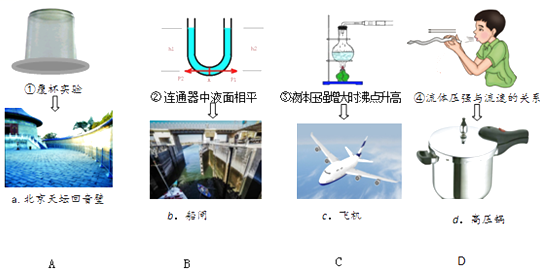 ①覆杯实验
②连通器中液面相平
③液体压强增大时沸点升高
④流体压强与流速的关系
a.北京天坛回音壁
b. 船闸
c. 飞机
d. 高压锅
A B C D